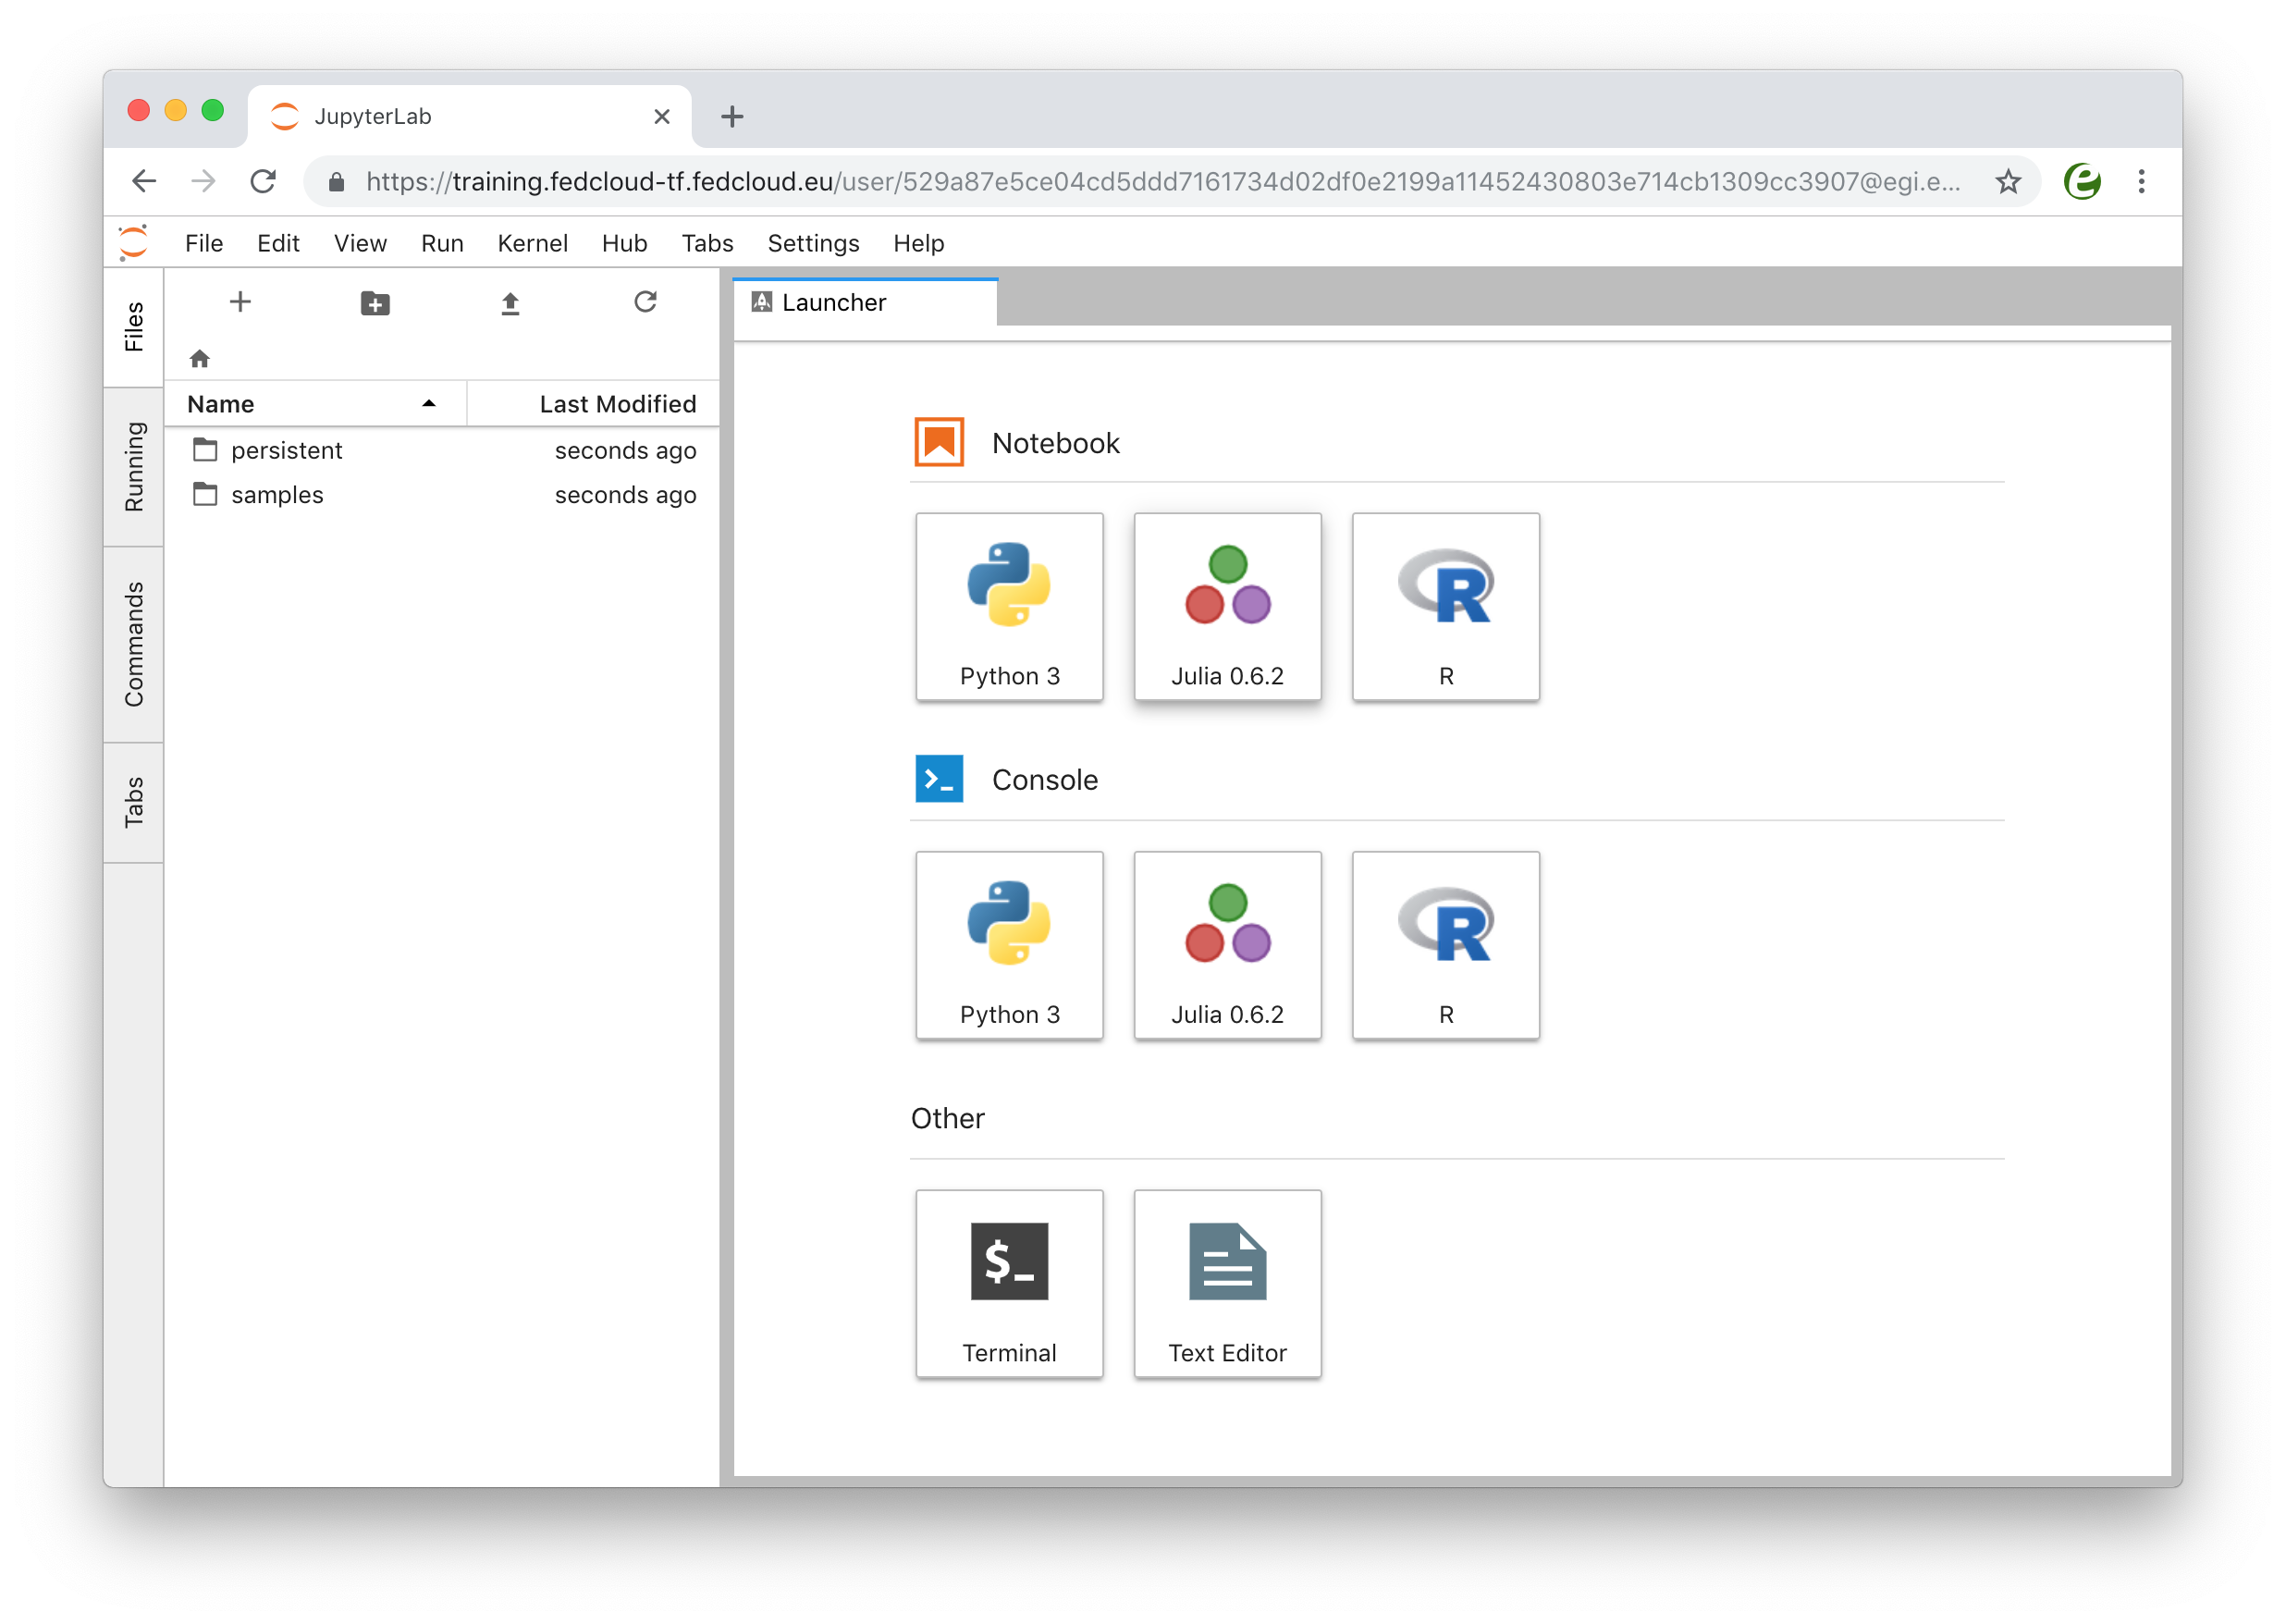 JupyterLab
https://training.fedcloud-tf.fedcloud.eu/user/529a87e5ce04cd5ddd7161734d02df0e2199a11452430803e714cb1309cc3907@egi.e...
File Edit View Run Kernel Hub Tabs Settings Help
Files
Running
Commands
Tabs
Name Last Modified
persistent seconds ago
samples seconds ago
Launcher
Notebook
Python 3 Julia 0.6.2 R
Console
Python 3 Julia 0.6.2 R
Other
$_
Terminal Text Editor